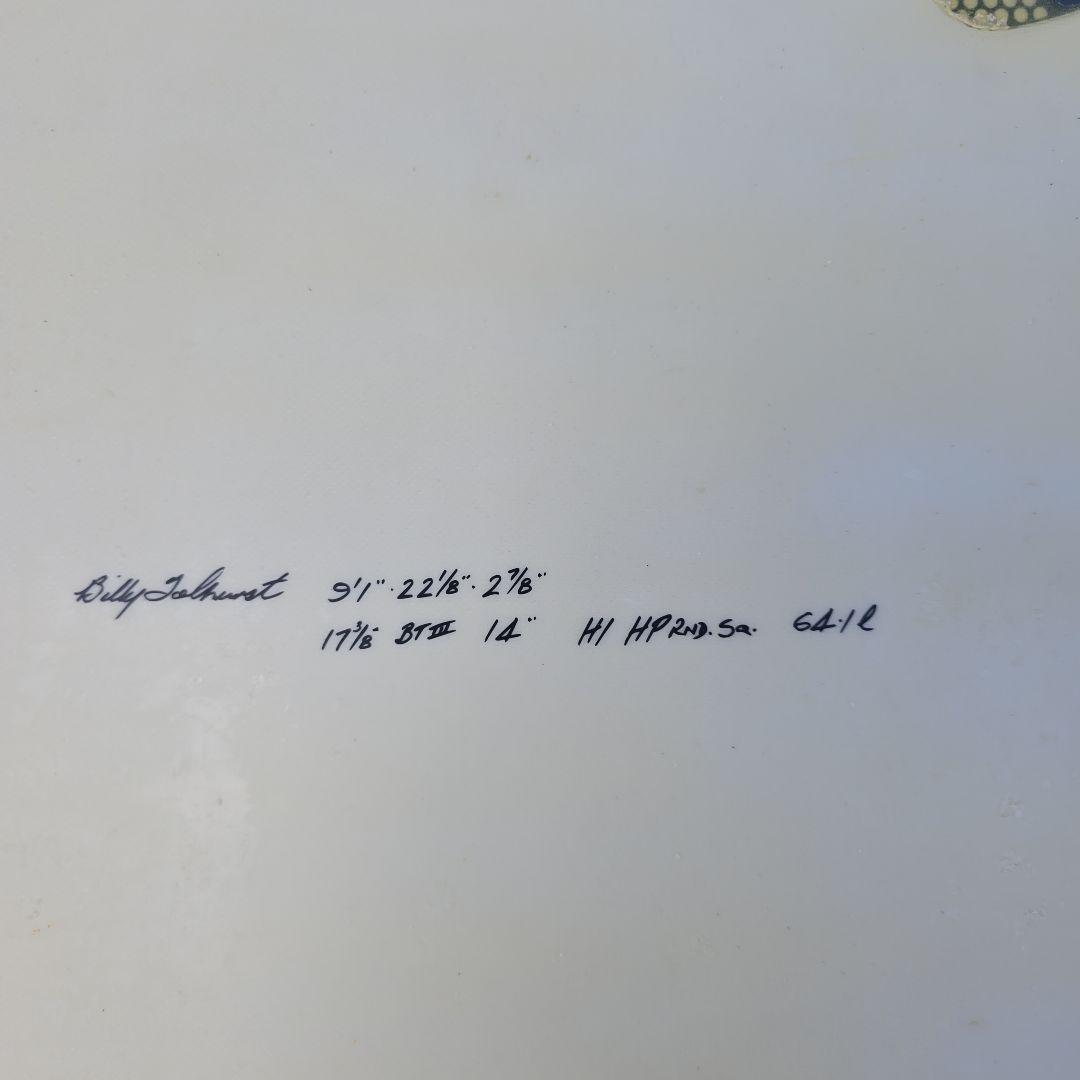 Billy Tolhurst 9'1" · 22 1/8" · 2 7/8"
17 3/8" BT III 14" H1 HP RND. SQ. 64.1l